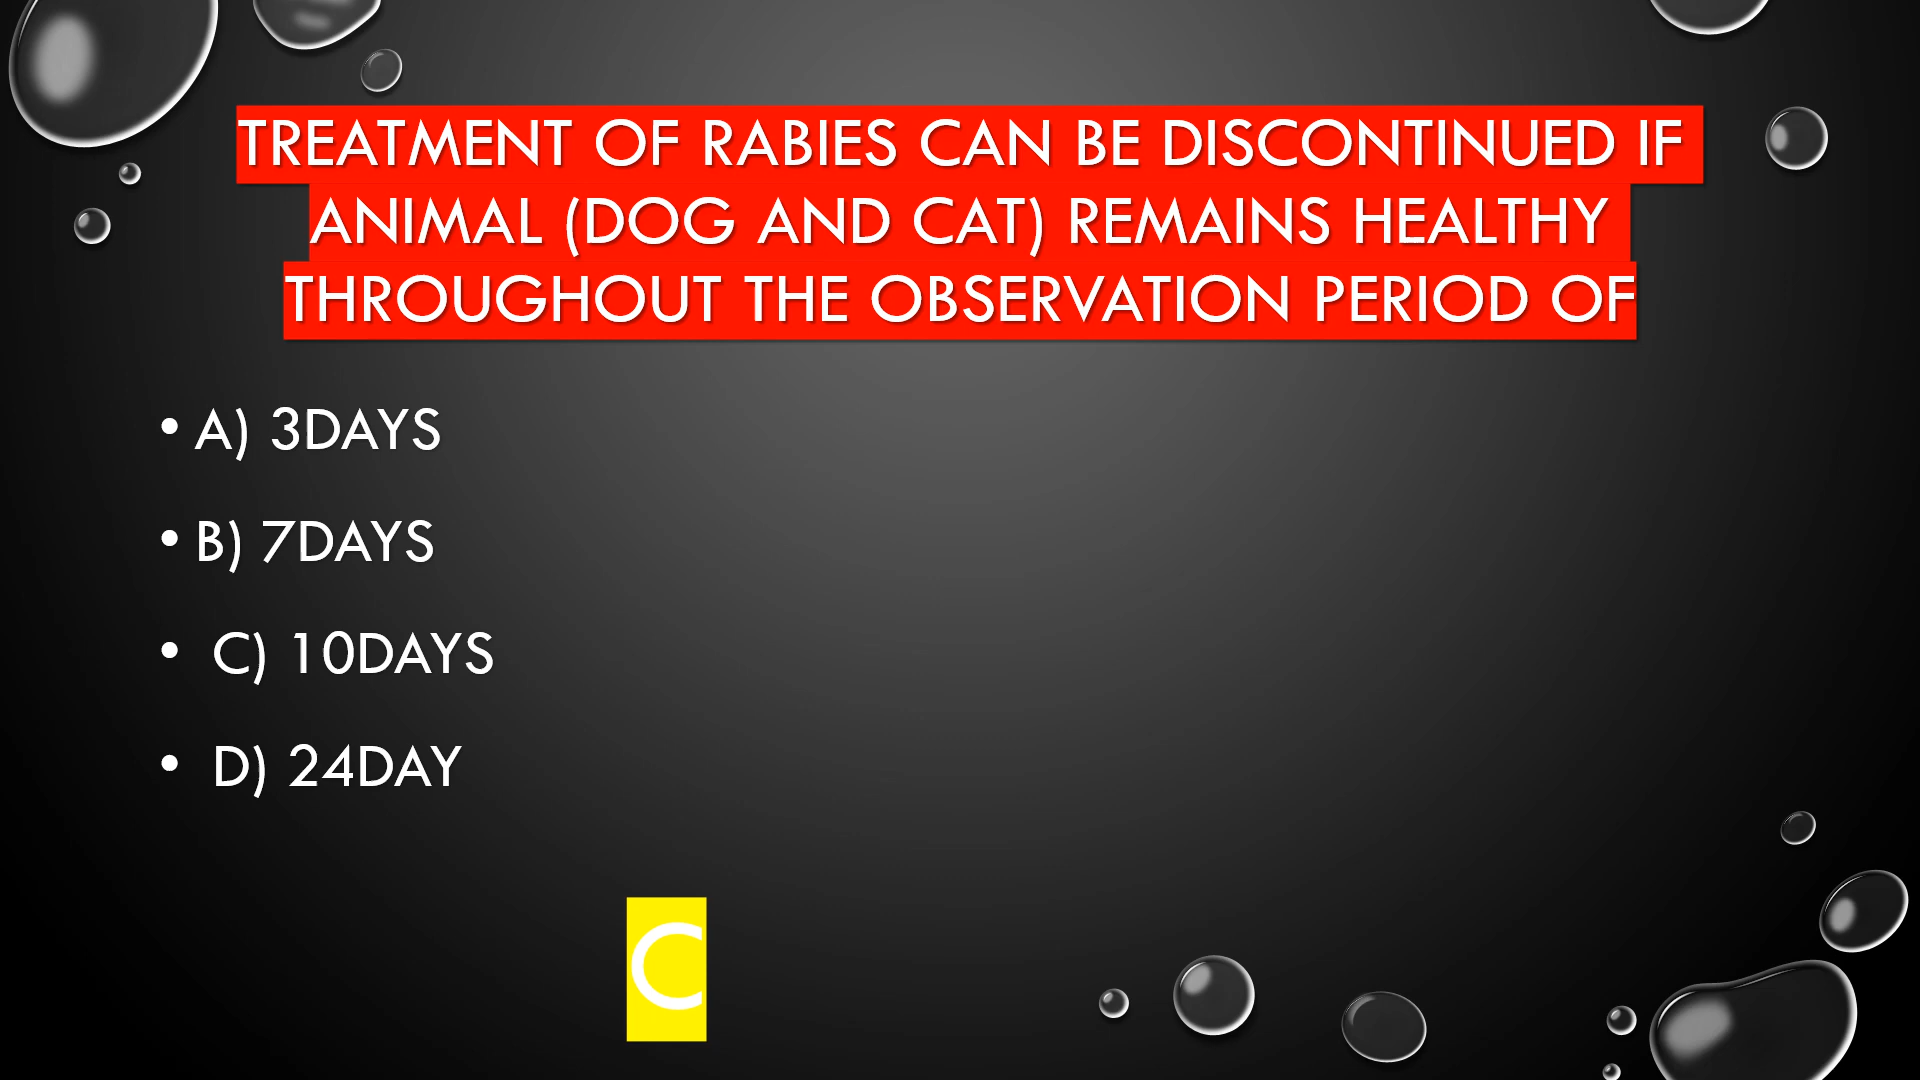 TREATMENT OF RABIES CAN BE DISCONTINUED IF
ANIMAL (DOG AND CAT) REMAINS HEALTHY
THROUGHOUT THE OBSERVATION PERIOD OF
• A) 3DAYS
• B) 7DAYS
• C) 10DAYS
• D) 24DAY
C